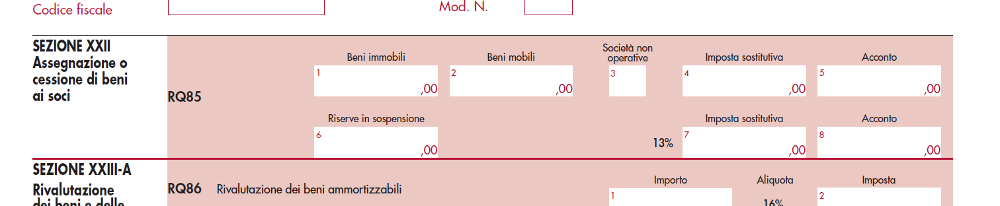 Codice fiscale Mod. N.
SEZIONE XXII
Assegnazione o
cessione di beni
ai soci
RQ85
Beni immobili Beni mobili Società non operative Imposta sostitutiva Acconto
1 ,00 2 ,00 3 4 ,00 5 ,00
Riserve in sospensione Imposta sostitutiva Acconto
6 ,00 13% 7 ,00 8 ,00
SEZIONE XXIII-A
Rivalutazione
dei beni e delle
RQ86 Rivalutazione dei beni ammortizzabili
Importo Aliquota Imposta
1 16% 2